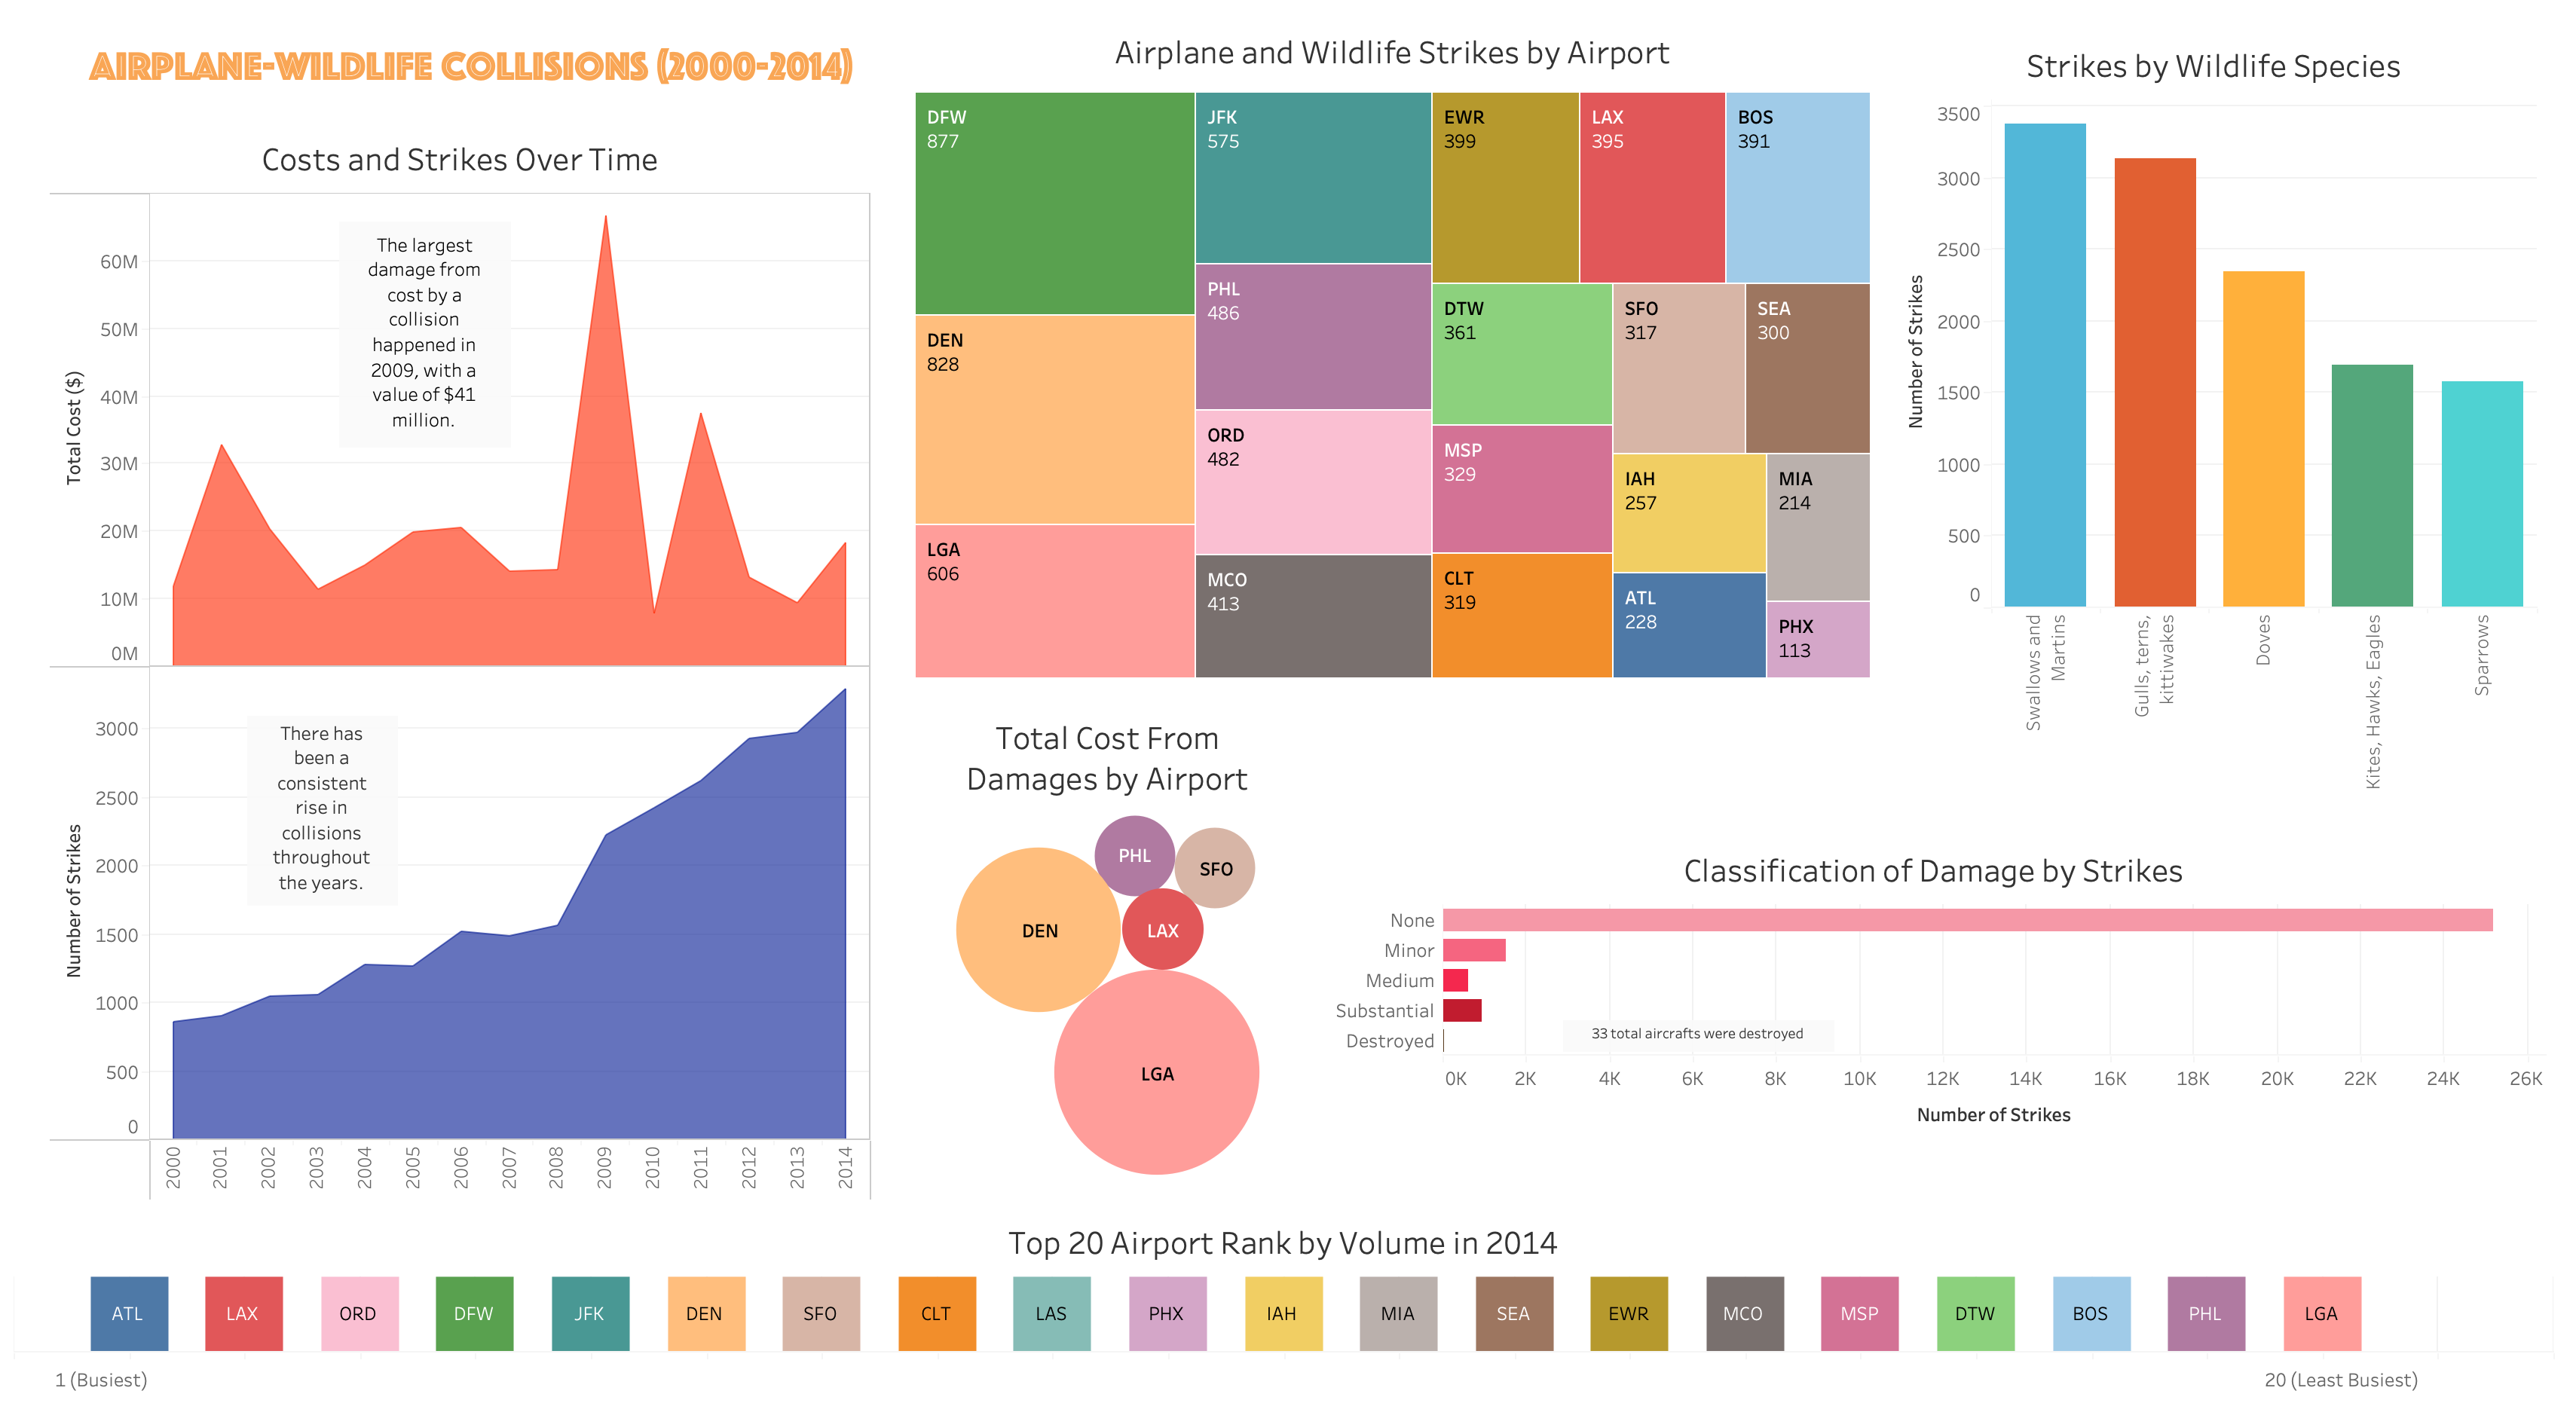 AIRPLANE-WILDLIFE COLLISIONS (2000-2014)
Costs and Strikes Over Time
Total Cost ($)
60M
50M
40M
30M
20M
10M
0M
The largest
damage from
cost by a
collision
happened in
2009, with a
value of $41
million.
Number of Strikes
3000
2500
2000
1500
1000
500
0
There has
been a
consistent
rise in
collisions
throughout
the years.
2000
2001
2002
2003
2004
2005
2006
2007
2008
2009
2010
2011
2012
2013
2014
Airplane and Wildlife Strikes by Airport
DFW
877
DEN
828
LGA
606
JFK
575
PHL
486
ORD
482
MCO
413
EWR
399
LAX
395
BOS
391
DTW
361
MSP
329
CLT
319
SFO
317
SEA
300
IAH
257
ATL
228
MIA
214
PHX
113
Strikes by Wildlife Species
Number of Strikes
3500
3000
2500
2000
1500
1000
500
0
Swallows and
Martins
Gulls, terns,
kittiwakes
Doves
Kites, Hawks, Eagles
Sparrows
Total Cost From
Damages by Airport
PHL
SFO
DEN
LAX
LGA
Classification of Damage by Strikes
None
Minor
Medium
Substantial
Destroyed
33 total aircrafts were destroyed
0K
2K
4K
6K
8K
10K
12K
14K
16K
18K
20K
22K
24K
26K
Number of Strikes
Top 20 Airport Rank by Volume in 2014
ATL
LAX
ORD
DFW
JFK
DEN
SFO
CLT
LAS
PHX
IAH
MIA
SEA
EWR
MCO
MSP
DTW
BOS
PHL
LGA
1 (Busiest)
20 (Least Busiest)